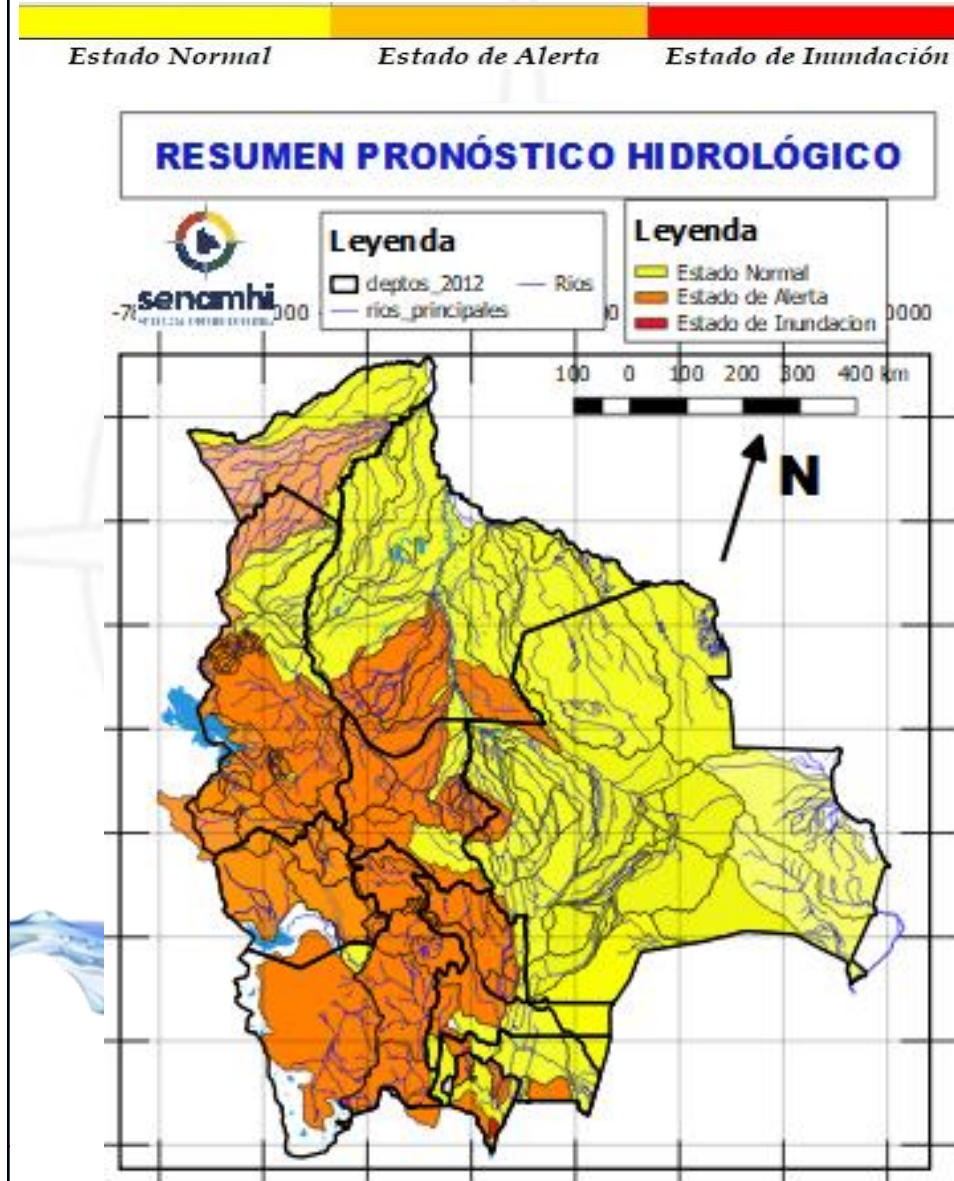 Estado Normal Estado de Alerta Estado de Inundación
RESUMEN PRONÓSTICO HIDROLÓGICO
senamhi
Leyenda
deptos_2012 Rios
rios_principales
Leyenda
Estado Normal
Estado de Alerta
Estado de Inundacion
100 0 100 200 300 400 km
N